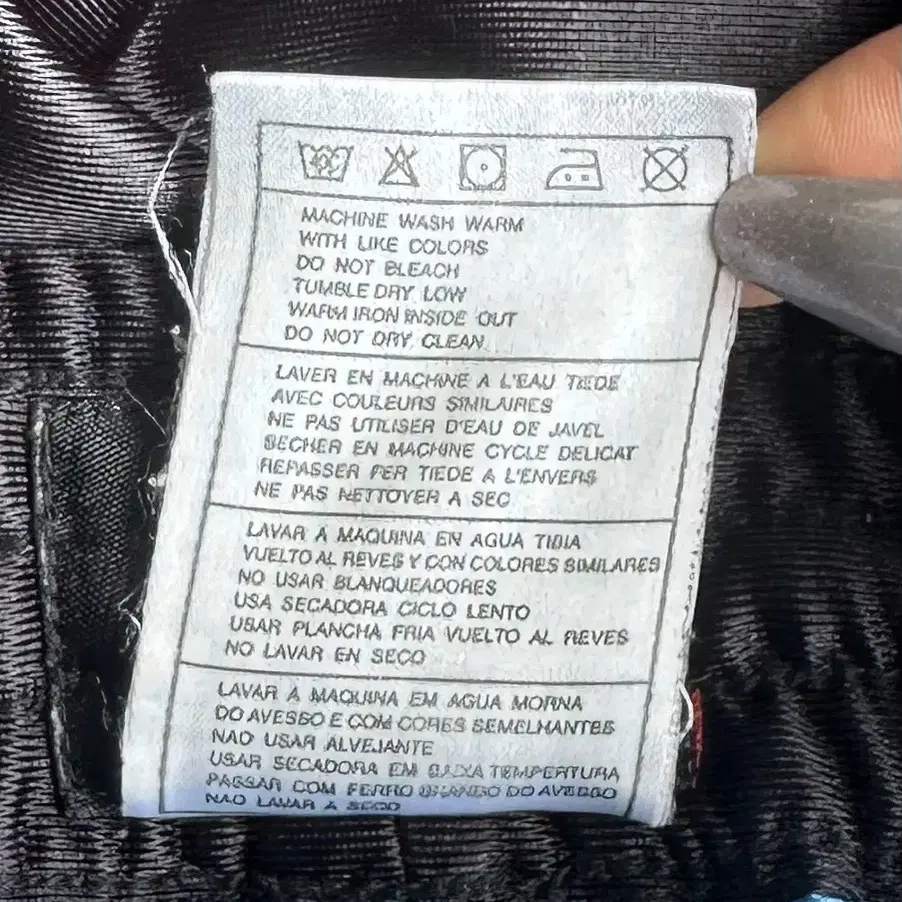 40C
MACHINE WASH WARM
WITH LIKE COLORS
DO NOT BLEACH
TUMBLE DRY LOW
WARM IRON INSIDE OUT
DO NOT DRY CLEAN
LAVER EN MACHINE A L'EAU TIEDE
AVEC COULEURS SIMILAIRES
NE PAS UTILISER D'EAU DE JAVEL
SECHER EN MACHINE CYCLE DELICAT
REPASSER FER TIEDE A L'ENVERS
NE PAS NETTOYER A SEC
LAVAR A MAQUINA EN AGUA TIBIA
VUELTO AL REVES Y CON COLORES SIMILARES
NO USAR BLANQUEADORES
USA SECADORA CICLO LENTO
USAR PLANCHA FRIA VUELTO AL REVES
NO LAVAR EN SECO
LAVAR A MAQUINA EM AGUA MORNA
DO AVESSO E COM CORES SEMELHANTES
NAO USAR ALVEJANTE
USAR SECADORA EM BAIXA TEMPERTURA
PASSAR COM FERRO BRANDO DO AVESSO
NAO LAVAR A SECO